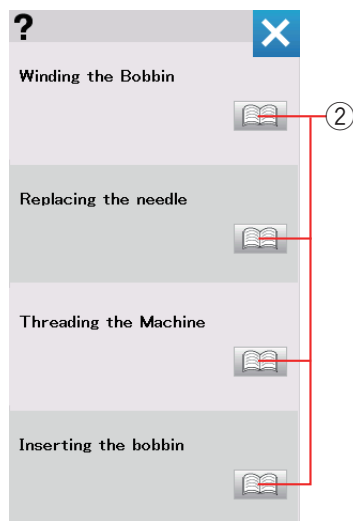 ?
Winding the Bobbin
②
Replacing the needle
Threading the Machine
Inserting the bobbin